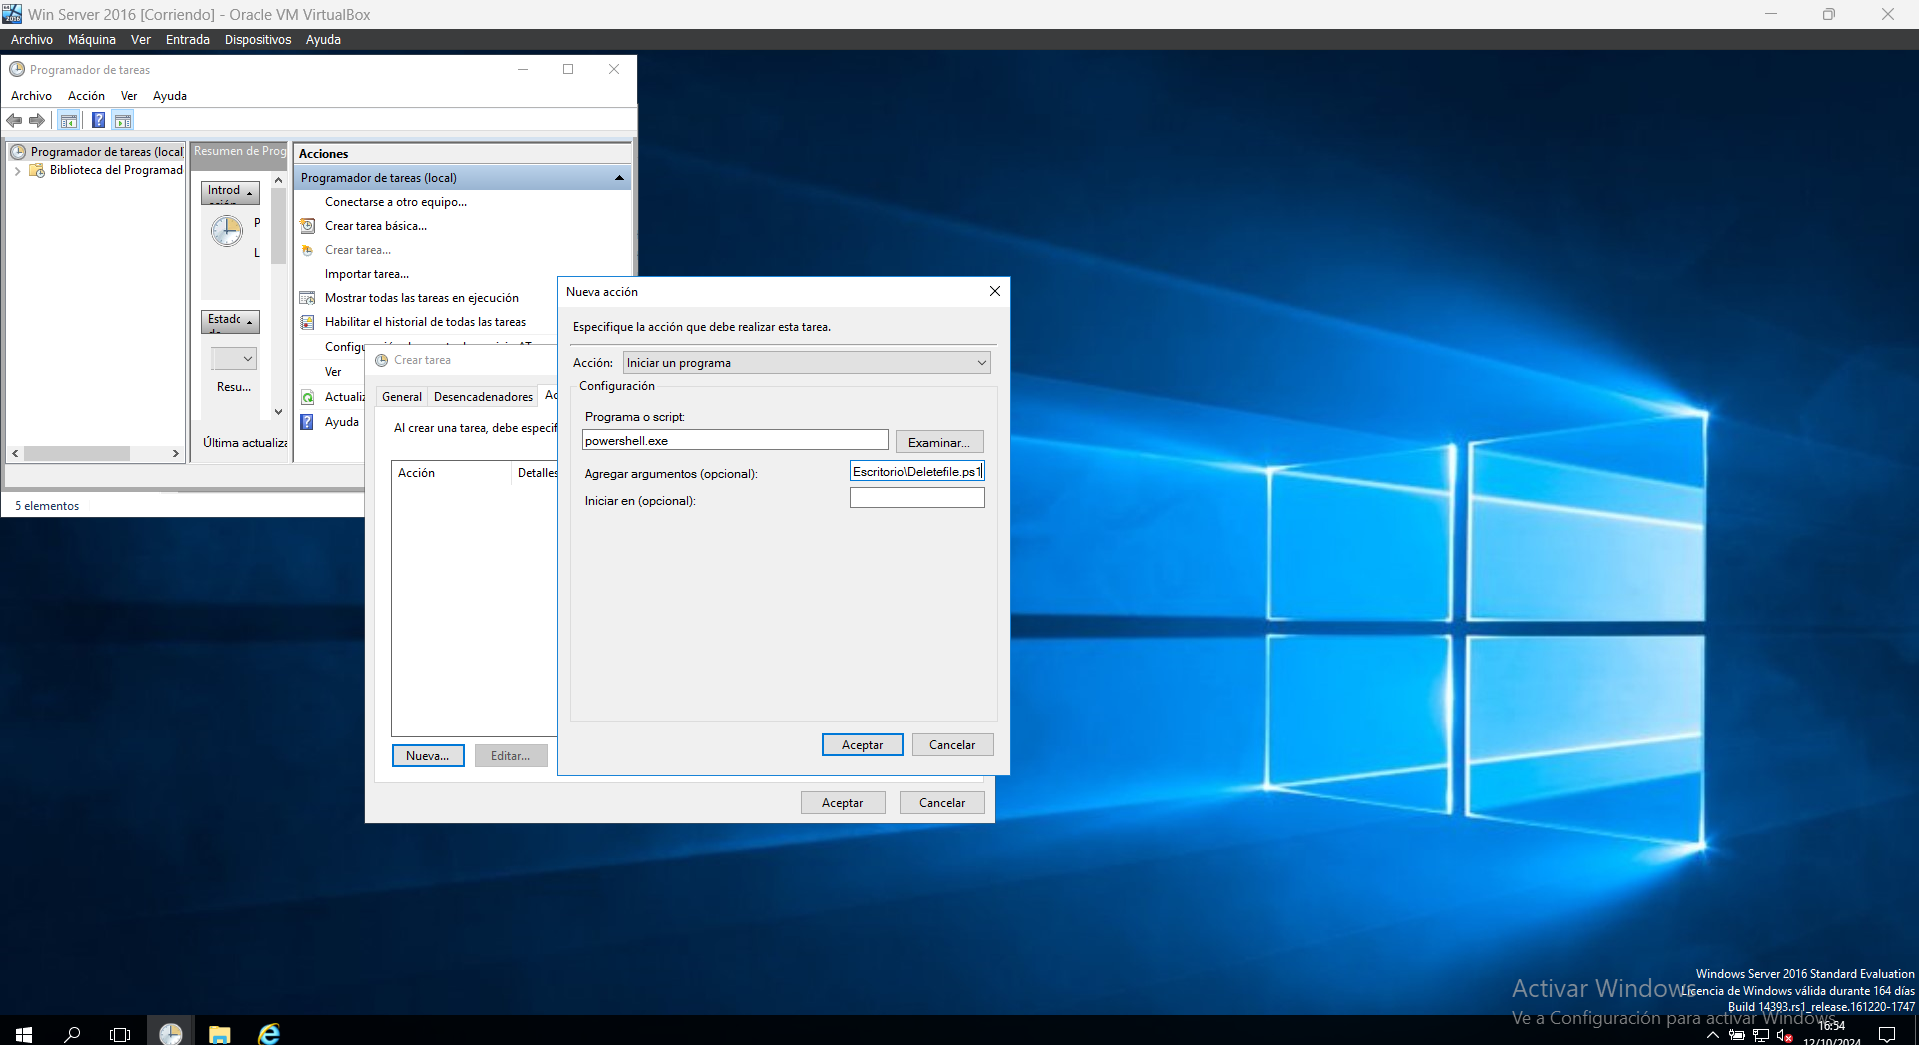 Win Server 2016 [Corriendo] - Oracle VM VirtualBox
Archivo Máquina Ver Entrada Dispositivos Ayuda
Programador de tareas
Archivo Acción Ver Ayuda
Programador de tareas (local
Biblioteca del Programad
Resumen de Prog
Introd
P
L
Estado
Resu...
Última actualiza
Acciones
Programador de tareas (local)
Conectarse a otro equipo...
Crear tarea básica...
Crear tarea...
Importar tarea...
Mostrar todas las tareas en ejecución
Habilitar el historial de todas las tareas
Ver
Actualiz
Ayuda
5 elementos
Crear tarea
General Desencadenadores Ac
Al crear una tarea, debe especif
Acción Detalles
Nueva... Editar...
Aceptar Cancelar
Nueva acción
Especifique la acción que debe realizar esta tarea.
Acción: Iniciar un programa
Configuración
Programa o script:
powershell.exe Examinar...
Agregar argumentos (opcional): Escritorio\Deletefile.ps1
Iniciar en (opcional):
Aceptar Cancelar
Windows Server 2016 Standard Evaluation
Licencia de Windows válida durante 164 días
Build 14393.rs1_release.161220-1747
Activar Windows
Ve a Configuración para activar Windows.
16:54
12/10/2024